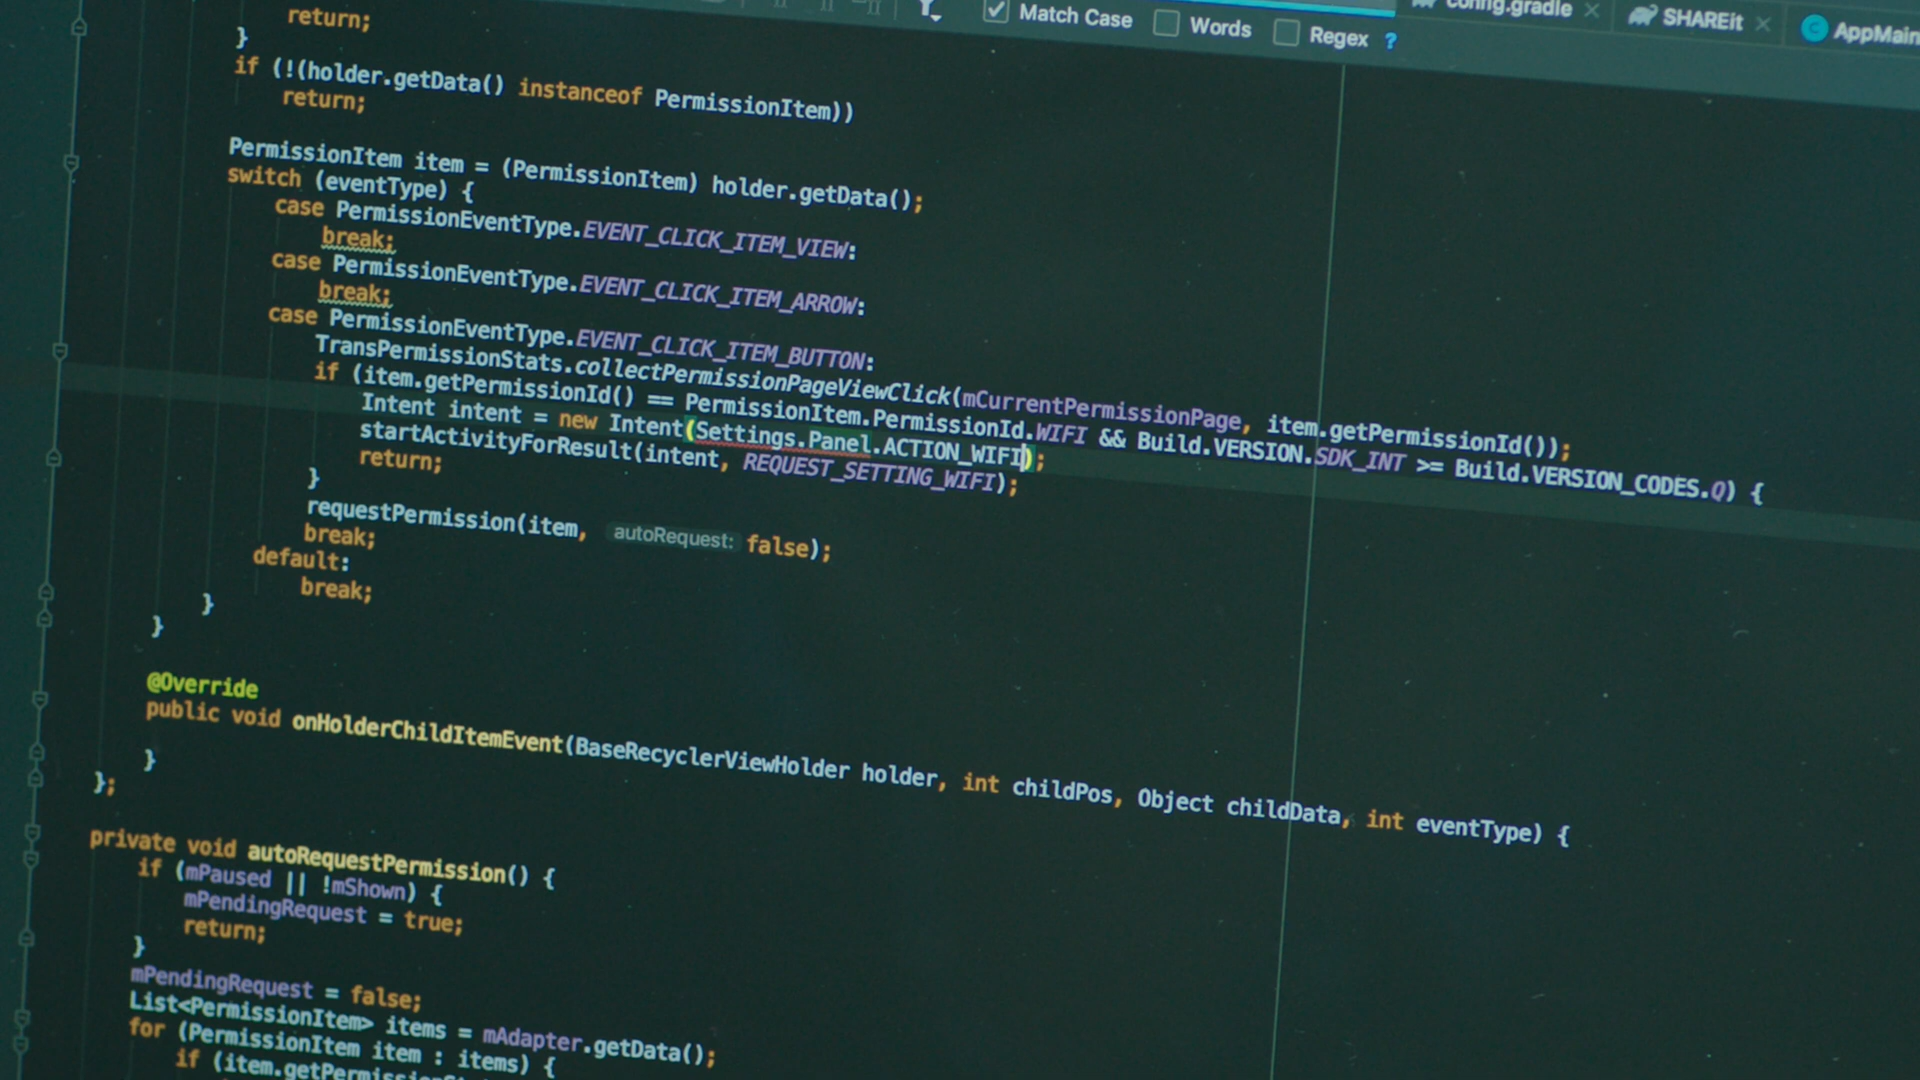 Match Case Words Regex ? config.gradle SHAREit C AppMain
return;
}
if (!(holder.getData() instanceof PermissionItem))
return;
PermissionItem item = (PermissionItem) holder.getData();
switch (eventType) {
case PermissionEventType.EVENT_CLICK_ITEM_VIEW:
break;
case PermissionEventType.EVENT_CLICK_ITEM_ARROW:
break;
case PermissionEventType.EVENT_CLICK_ITEM_BUTTON:
TransPermissionStats.collectPermissionPageViewClick(mCurrentPermissionPage, item.getPermissionId());
if (item.getPermissionId() == PermissionItem.PermissionId.WIFI && Build.VERSION.SDK_INT >= Build.VERSION_CODES.Q) {
Intent intent = new Intent(Settings.Panel.ACTION_WIFI);
startActivityForResult(intent, REQUEST_SETTING_WIFI);
return;
}
requestPermission(item, autoRequest: false);
break;
default:
break;
}
}
@Override
public void onHolderChildItemEvent(BaseRecyclerViewHolder holder, int childPos, Object childData, int eventType) {
}
};
private void autoRequestPermission() {
if (mPaused || !mShown) {
mPendingRequest = true;
return;
}
mPendingRequest = false;
List<PermissionItem> items = mAdapter.getData();
for (PermissionItem item : items) {
if (item.getPermissionSt